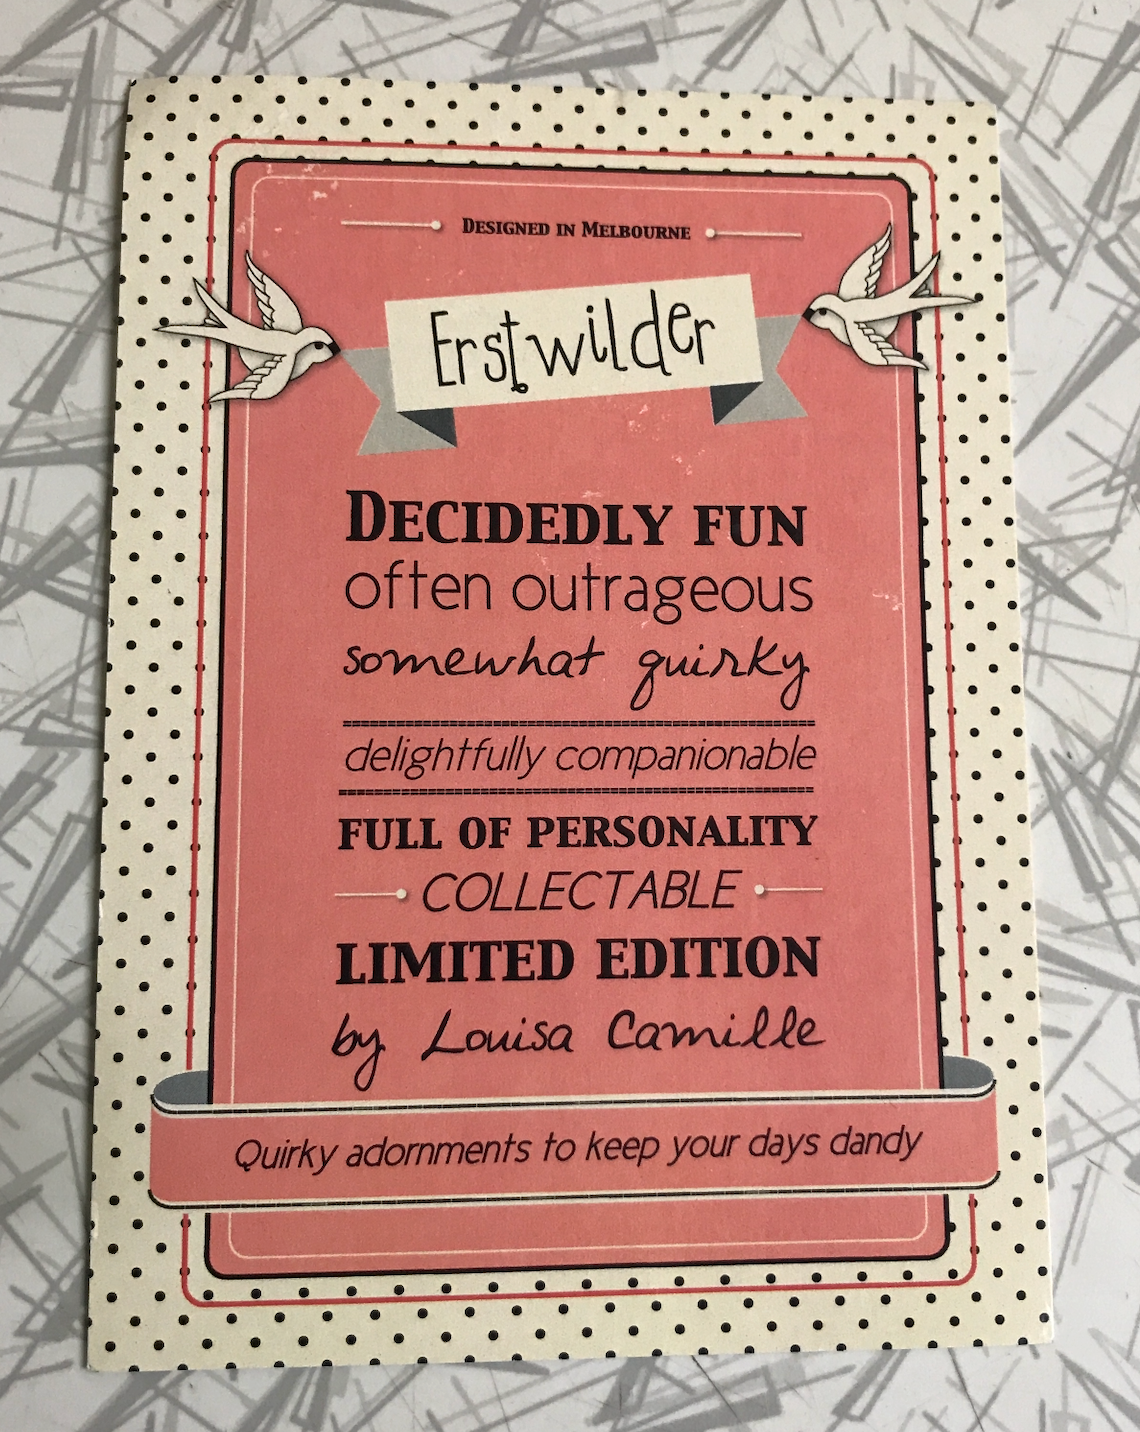 Designed in Melbourne
Erstwilder
Decidedly fun
often outrageous
somewhat quirky
delightfully companionable
FULL OF PERSONALITY
COLLECTABLE
LIMITED EDITION
by Louisa Camille
Quirky adornments to keep your days dandy